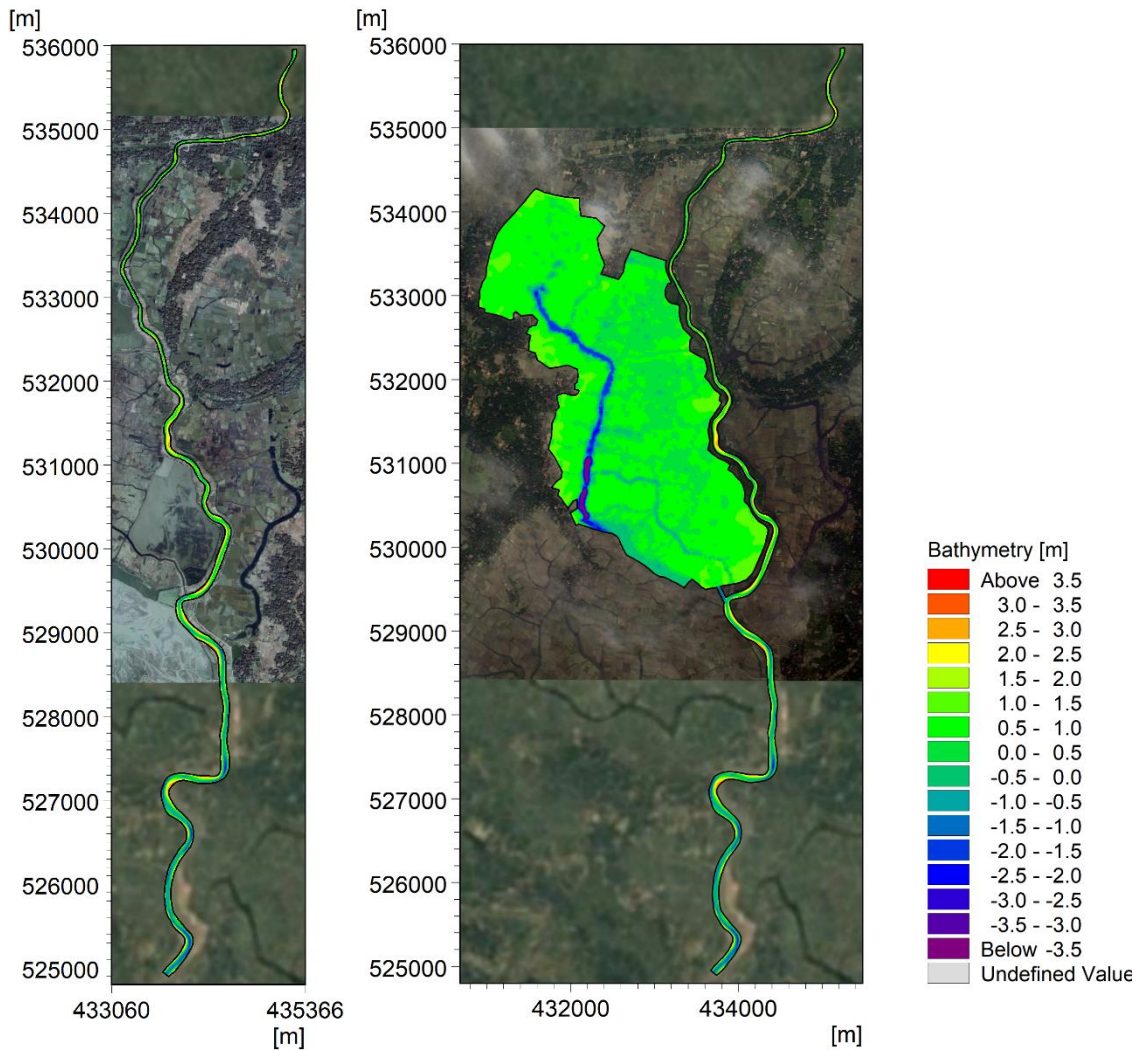 [m]
536000
535000
534000
533000
532000
531000
530000
529000
528000
527000
526000
525000
433060
435366
[m]
[m]
536000
535000
534000
533000
532000
531000
530000
529000
528000
527000
526000
525000
432000
434000
[m]
Bathymetry [m]
Above 3.5
3.0 - 3.5
2.5 - 3.0
2.0 - 2.5
1.5 - 2.0
1.0 - 1.5
0.5 - 1.0
0.0 - 0.5
-0.5 - 0.0
-1.0 - -0.5
-1.5 - -1.0
-2.0 - -1.5
-2.5 - -2.0
-3.0 - -2.5
-3.5 - -3.0
Below -3.5
Undefined Value